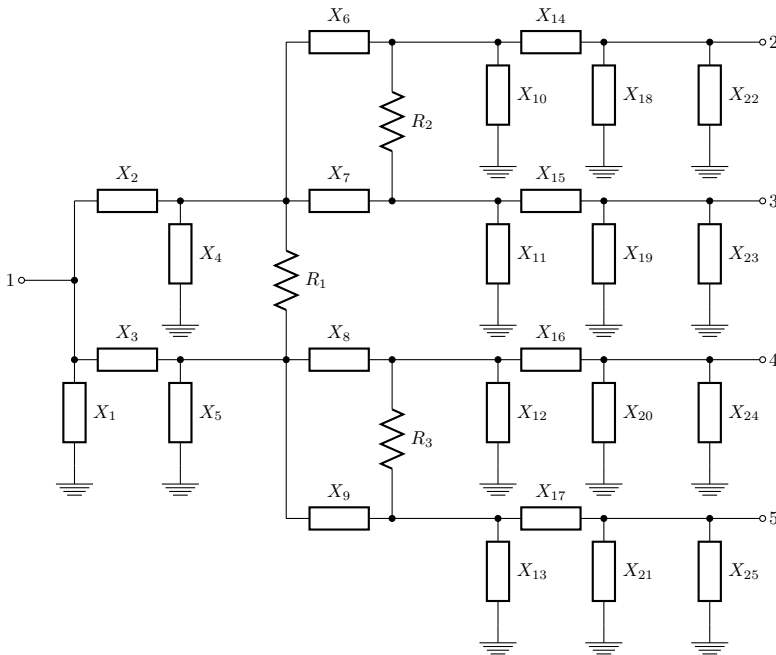 X₆
X₁₄
2
X₁₀
X₁₈
X₂₂
R₂
X₂
X₇
X₁₅
3
X₄
X₁₁
X₁₉
X₂₃
1
R₁
X₃
X₈
X₁₆
4
X₁
X₅
X₁₂
X₂₀
X₂₄
R₃
X₉
X₁₇
5
X₁₃
X₂₁
X₂₅